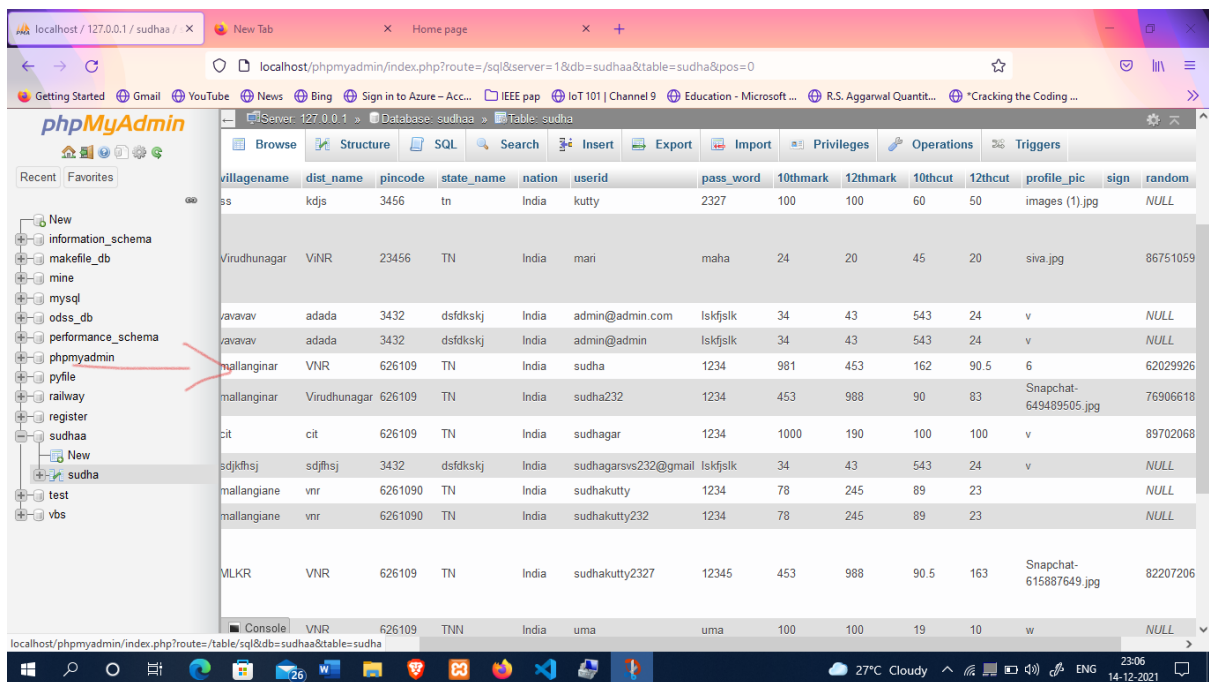 localhost / 127.0.0.1 / sudhaa / New Tab Home page
localhost/phpmyadmin/index.php?route=/sql&server=1&db=sudhaa&table=sudha&pos=0
Getting Started Gmail YouTube News Bing Sign in to Azure – Acc... IEEE pap IoT 101 | Channel 9 Education - Microsoft ... R.S. Aggarwal Quantit... *Cracking the Coding ...
phpMyAdmin
Recent Favorites
New
information_schema
makefile_db
mine
mysql
odss_db
performance_schema
phpmyadmin
pyfile
railway
register
sudhaa
New
sudha
test
vbs
Server: 127.0.0.1 » Database: sudhaa » Table: sudha
Browse Structure SQL Search Insert Export Import Privileges Operations Triggers
villagename dist_name pincode state_name nation userid pass_word 10thmark 12thmark 10thcut 12thcut profile_pic sign random
ss kdjs 3456 tn India kutty 2327 100 100 60 50 images (1).jpg NULL
Virudhunagar ViNR 23456 TN India mari maha 24 20 45 20 siva.jpg 86751059
vavavav adada 3432 dsfdkskj India admin@admin.com lskfjslk 34 43 543 24 v NULL
vavavav adada 3432 dsfdkskj India admin@admin lskfjslk 34 43 543 24 v NULL
mallanginar VNR 626109 TN India sudha 1234 981 453 162 90.5 6 62029926
mallanginar Virudhunagar 626109 TN India sudha232 1234 453 988 90 83 Snapchat-649489505.jpg 76906618
cit cit 626109 TN India sudhagar 1234 1000 190 100 100 v 89702068
sdjkfhsj sdjfhsj 3432 dsfdkskj India sudhagarsvs232@gmail lskfjslk 34 43 543 24 v NULL
mallangiane vnr 6261090 TN India sudhakutty 1234 78 245 89 23 NULL
mallangiane vnr 6261090 TN India sudhakutty232 1234 78 245 89 23 NULL
MLKR VNR 626109 TN India sudhakutty2327 12345 453 988 90.5 163 Snapchat-615887649.jpg 82207206
Console VNR 626109 TNN India uma uma 100 100 19 10 w NULL
localhost/phpmyadmin/index.php?route=/table/sql&db=sudhaa&table=sudha
26 27°C Cloudy ENG 23:06
14-12-2021